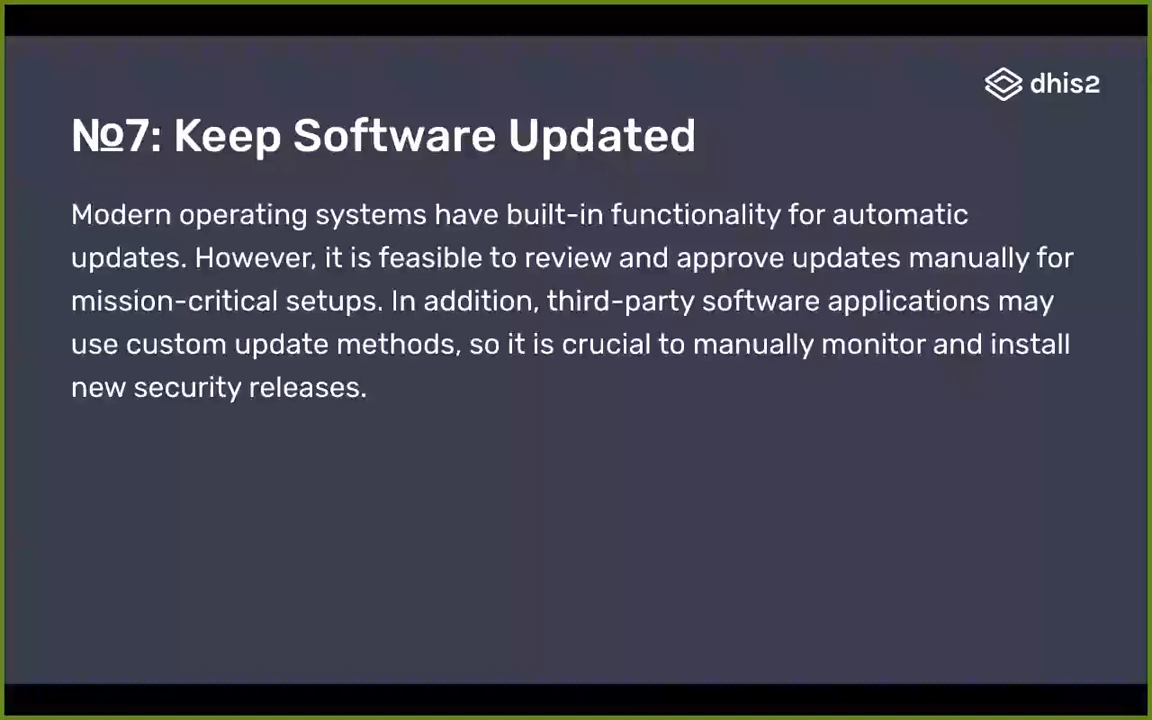 dhis2
№7: Keep Software Updated
Modern operating systems have built-in functionality for automatic
updates. However, it is feasible to review and approve updates manually for
mission-critical setups. In addition, third-party software applications may
use custom update methods, so it is crucial to manually monitor and install
new security releases.